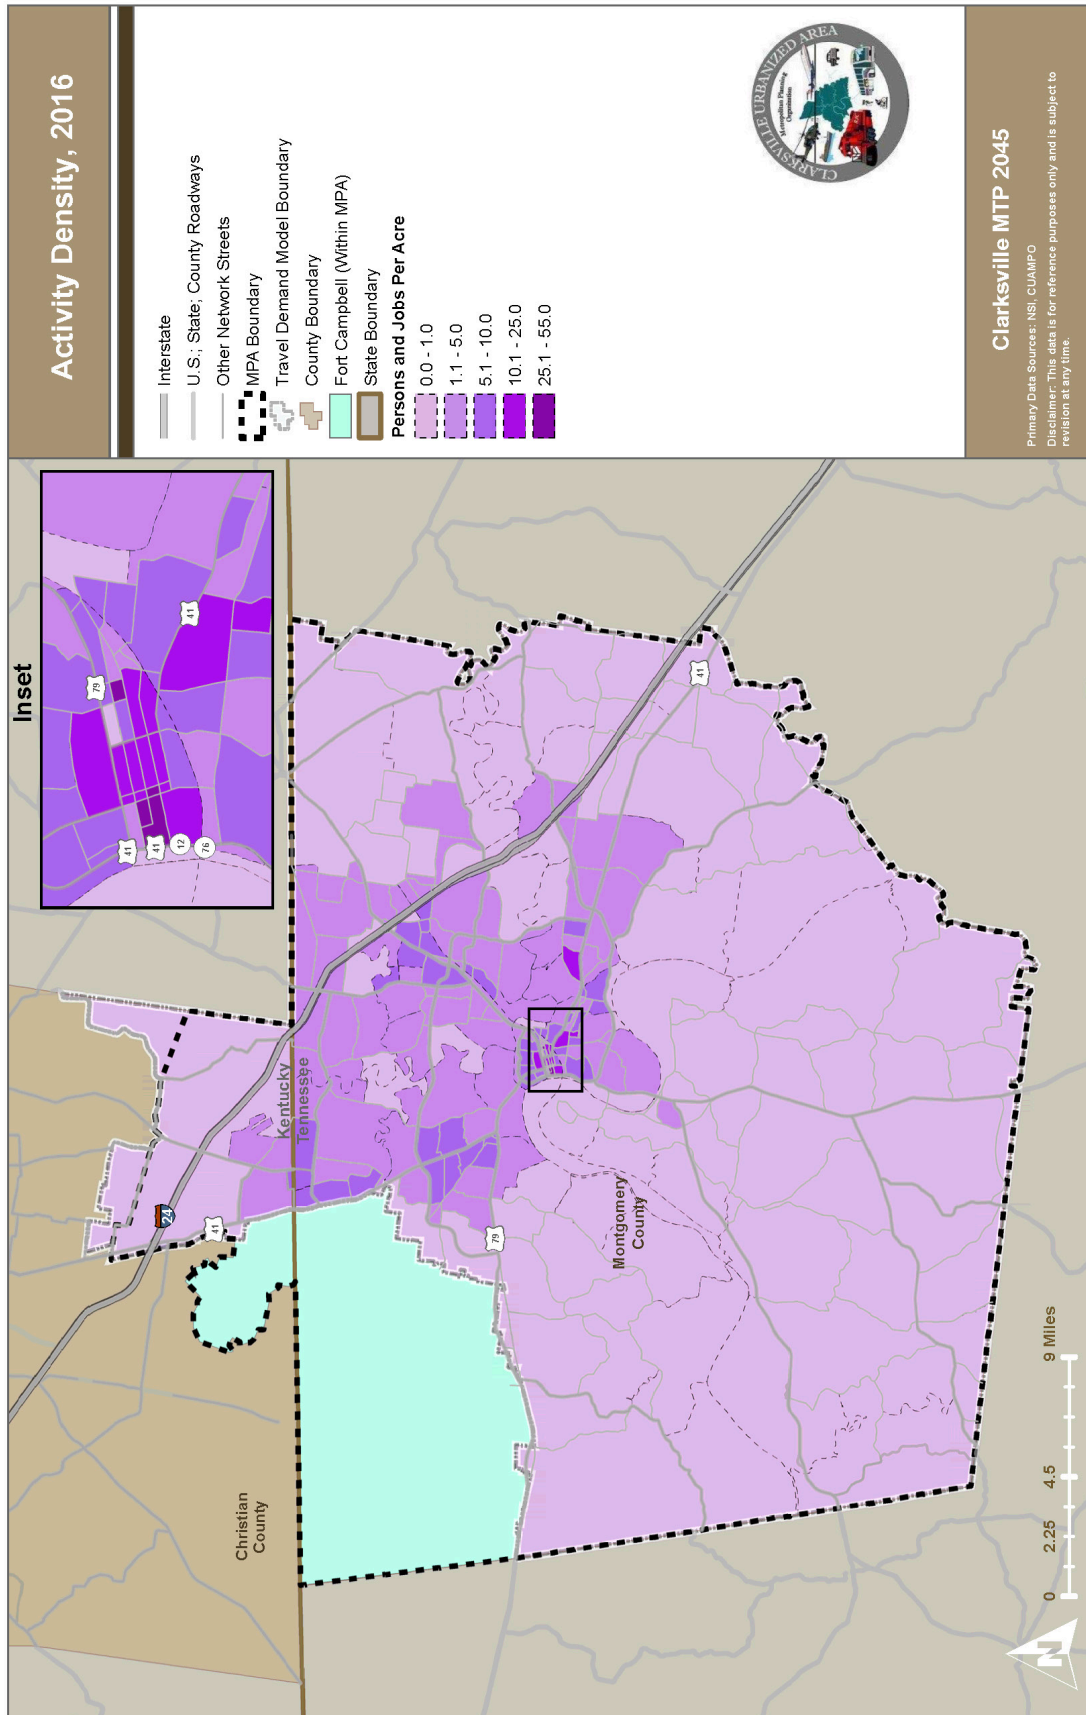 Activity Density, 2016
Interstate
U.S.; State; County Roadways
Other Network Streets
MPA Boundary
Travel Demand Model Boundary
County Boundary
Fort Campbell (Within MPA)
State Boundary
Persons and Jobs Per Acre
0.0 - 1.0
1.1 - 5.0
5.1 - 10.0
10.1 - 25.0
25.1 - 55.0
CLARKSVILLE URBANIZED AREA
Metropolitan Planning
Organization
Clarksville MTP 2045
Primary Data Sources: NSI, CUAMPO
Disclaimer: This data is for reference purposes only and is subject to
revision at any time.
Inset
79
41
41
41
12
76
Christian
County
24
41
Kentucky
Tennessee
79
Montgomery
County
41
N
0 2.25 4.5 9 Miles